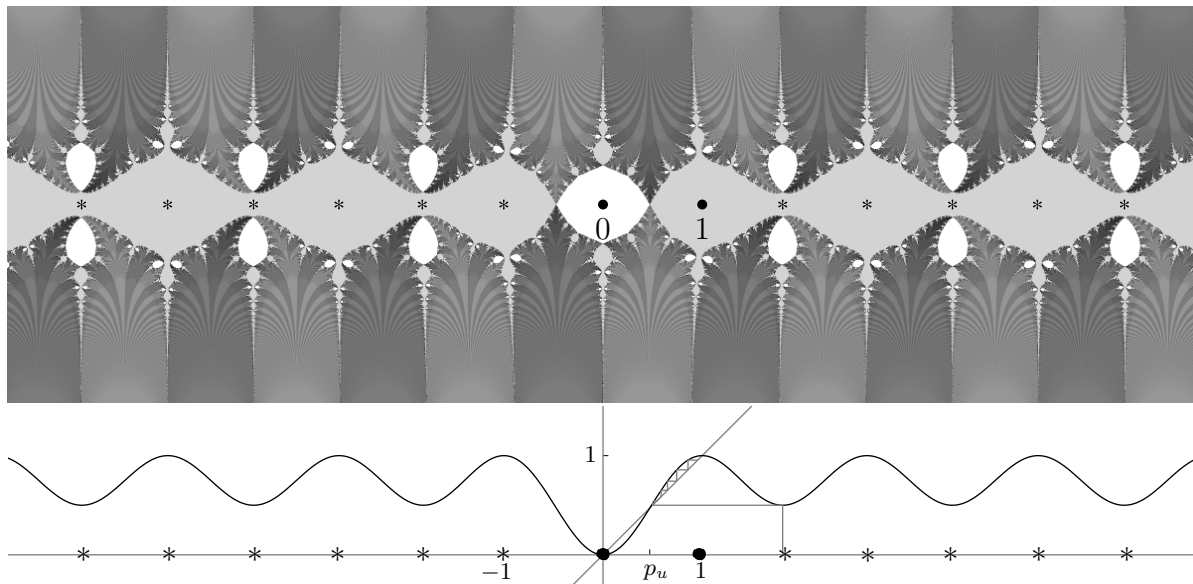 * * * * * * 0 1 * * * * *
1
* * * * * * * * * * *
−1 p_u 1